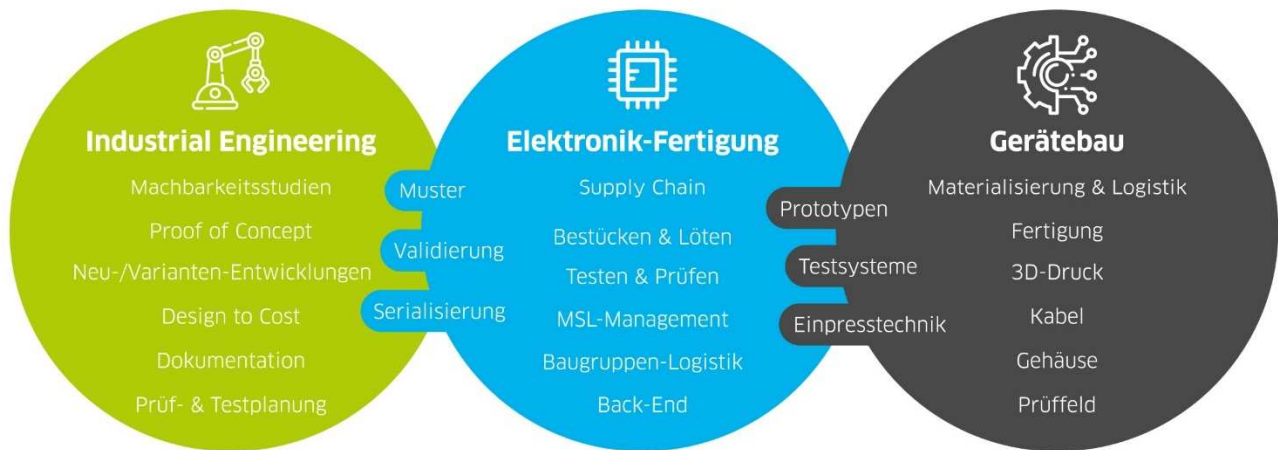 Industrial Engineering
Machbarkeitsstudien
Proof of Concept
Neu-/Varianten-Entwicklungen
Design to Cost
Dokumentation
Prüf- & Testplanung
Muster
Validierung
Serialisierung
Elektronik-Fertigung
Supply Chain
Bestücken & Löten
Testen & Prüfen
MSL-Management
Baugruppen-Logistik
Back-End
Prototypen
Testsysteme
Einpresstechnik
Gerätebau
Materialisierung & Logistik
Fertigung
3D-Druck
Kabel
Gehäuse
Prüffeld